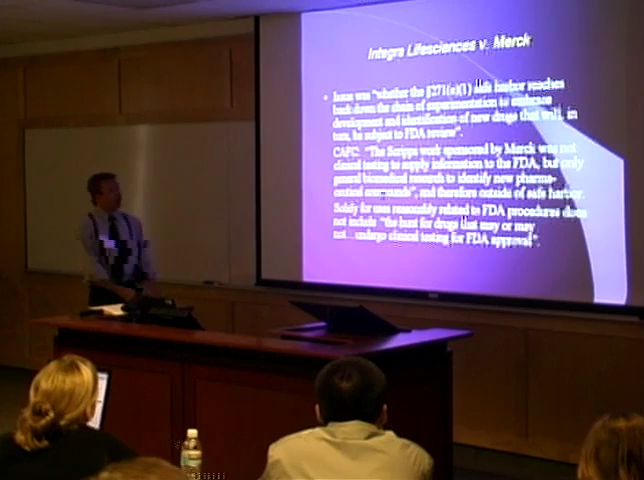 Integra Lifesciences v. Merck
• Issue was "whether the §271(e)(1) safe harbor reaches
back down the chain of experimentation to embrace
development and identification of new drugs that will, in
turn, be subject to FDA review".
CAFC: "The Scripps work sponsored by Merck was not
clinical testing to supply information to the FDA, but only
general biomedical research to identify new pharma-
ceutical compounds", and therefore outside of safe harbor.
Solely for uses reasonably related to FDA procedures does
not include "the hunt for drugs that may or may
not...undergo clinical testing for FDA approval".